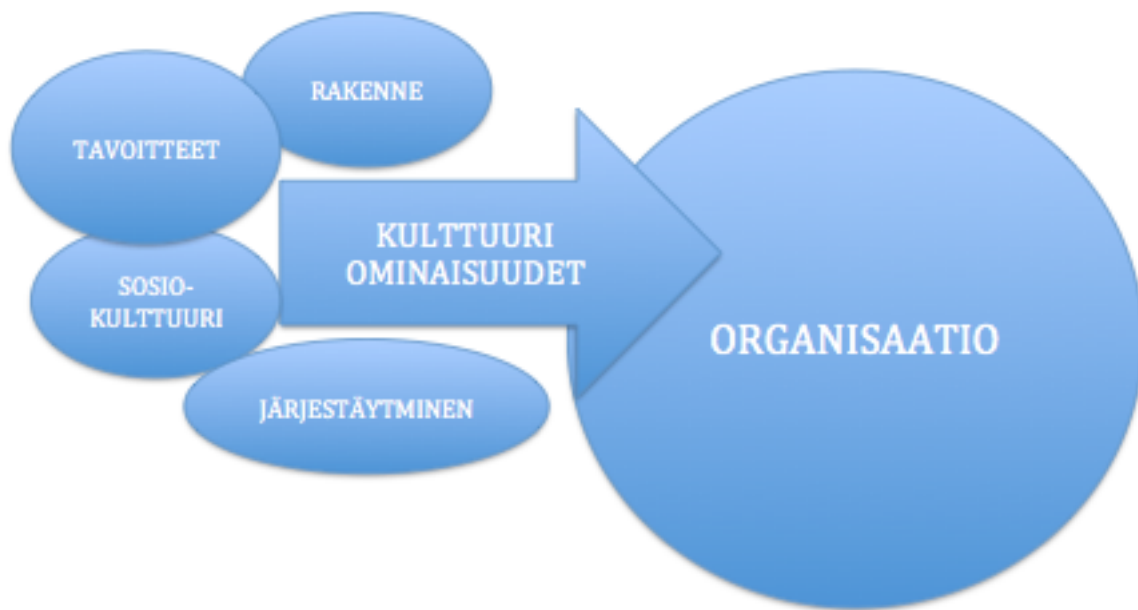 RAKENNE
TAVOITTEET
KULTTUURI
OMINAISUUDET
SOSIO-
KULTTUURI
ORGANISAATIO
JÄRJESTÄYTMINEN